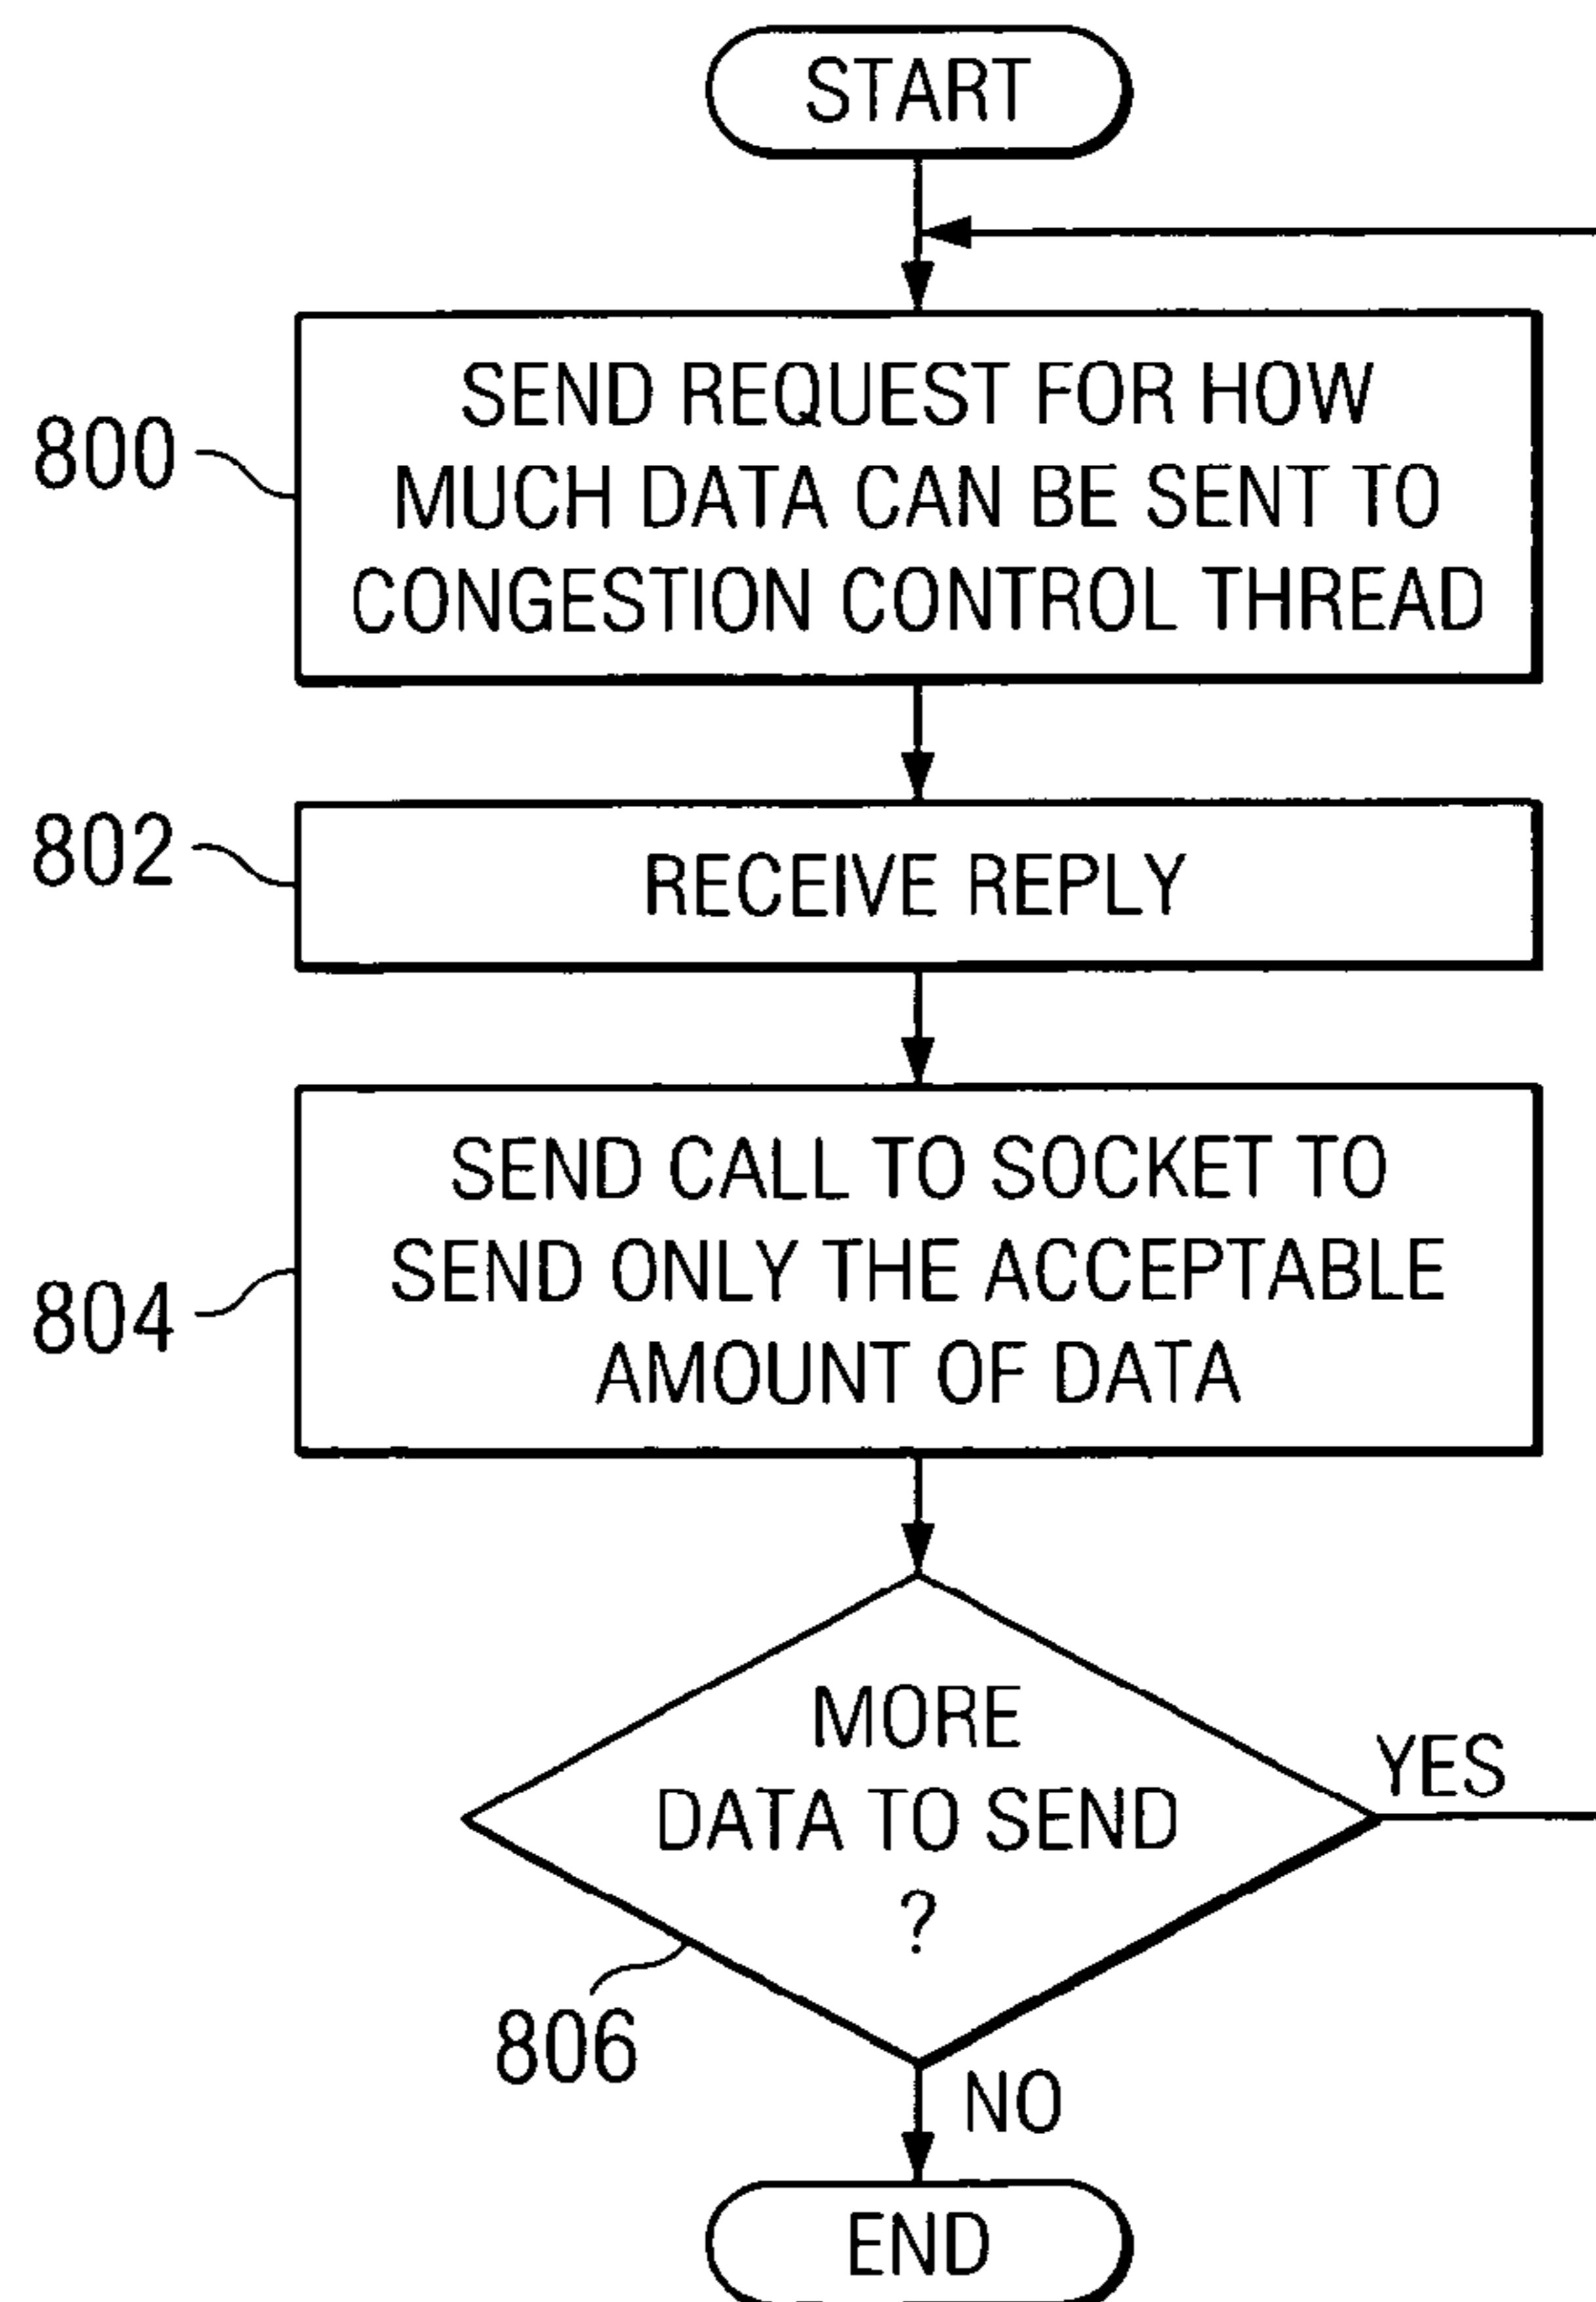 START
800
SEND REQUEST FOR HOW
MUCH DATA CAN BE SENT TO
CONGESTION CONTROL THREAD
802
RECEIVE REPLY
SEND CALL TO SOCKET TO
SEND ONLY THE ACCEPTABLE
AMOUNT OF DATA
804
MORE
DATA TO SEND
?
YES
806
NO
END